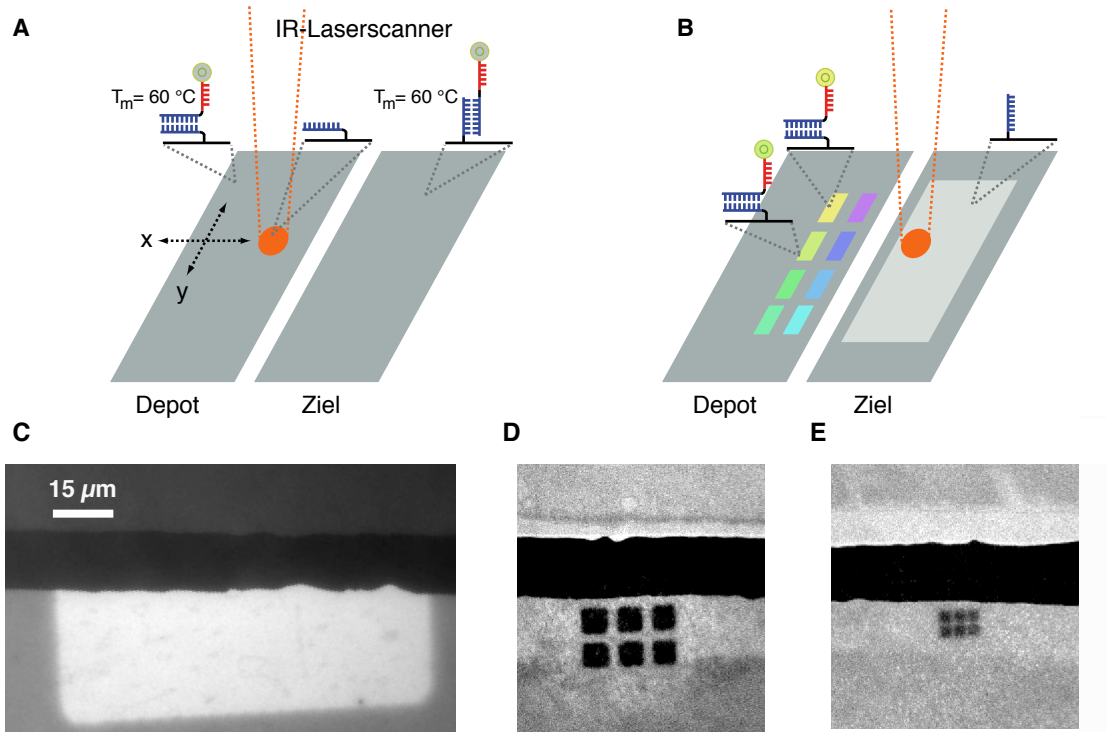 A
IR-Laserscanner
B
Tm= 60 °C
Tm= 60 °C
x
y
Depot
Ziel
Depot
Ziel
C
D
E
15 µm